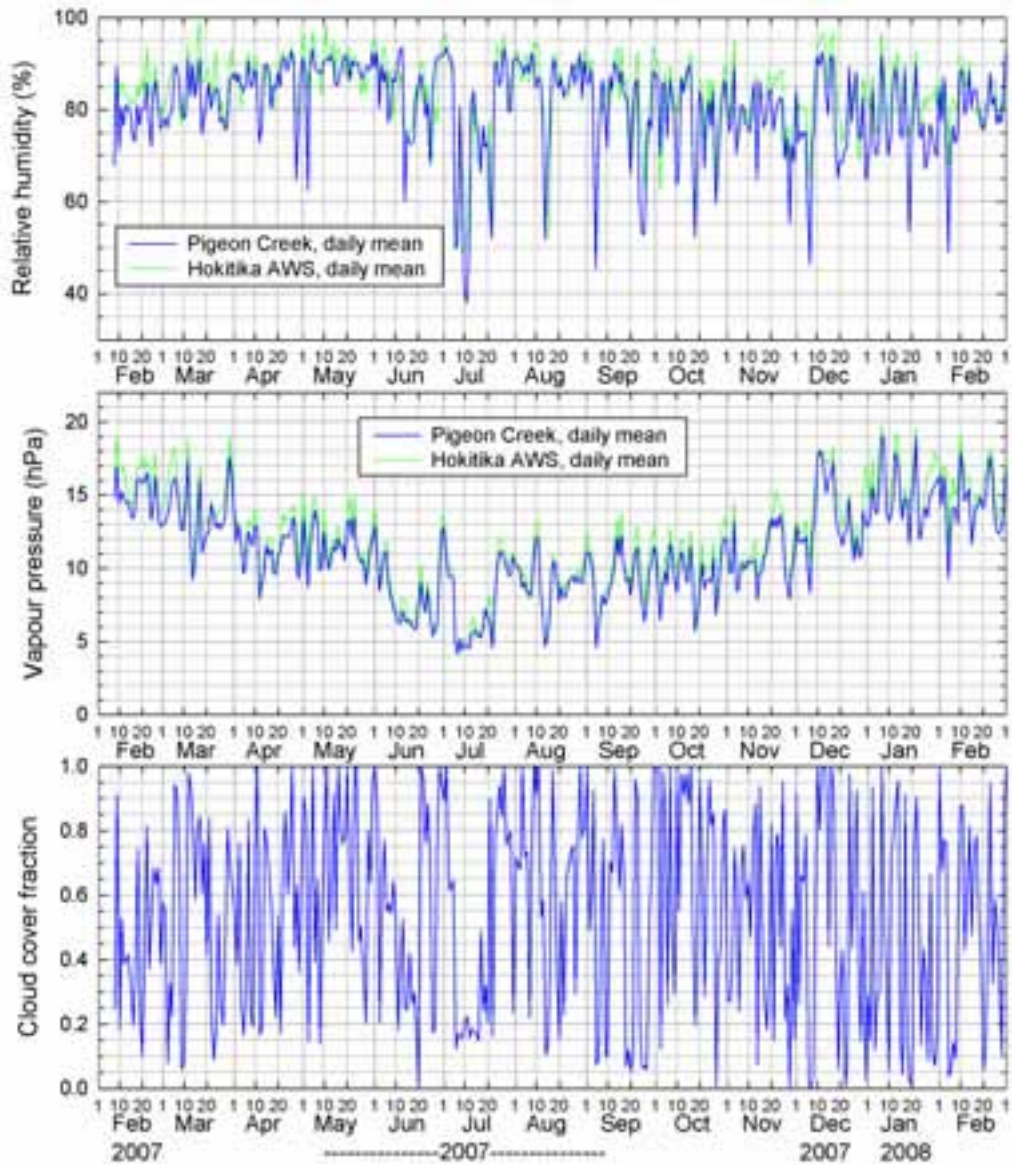 Relative humidity (%)
100
80
60
40
Pigeon Creek, daily mean
Hokitika AWS, daily mean
1 10 20 1 10 20 1 10 20 1 10 20 1 10 20 1 10 20 1 10 20 1 10 20 1 10 20 1 10 20 1 10 20 1 10 20 1 10 20 1
Feb Mar Apr May Jun Jul Aug Sep Oct Nov Dec Jan Feb
Vapour pressure (hPa)
20
15
10
5
0
Pigeon Creek, daily mean
Hokitika AWS, daily mean
1 10 20 1 10 20 1 10 20 1 10 20 1 10 20 1 10 20 1 10 20 1 10 20 1 10 20 1 10 20 1 10 20 1 10 20 1 10 20 1
Feb Mar Apr May Jun Jul Aug Sep Oct Nov Dec Jan Feb
Cloud cover fraction
1.0
0.8
0.6
0.4
0.2
0.0
1 10 20 1 10 20 1 10 20 1 10 20 1 10 20 1 10 20 1 10 20 1 10 20 1 10 20 1 10 20 1 10 20 1 10 20 1 10 20 1
Feb Mar Apr May Jun Jul Aug Sep Oct Nov Dec Jan Feb
2007 ---------------2007--------------- 2007 2008